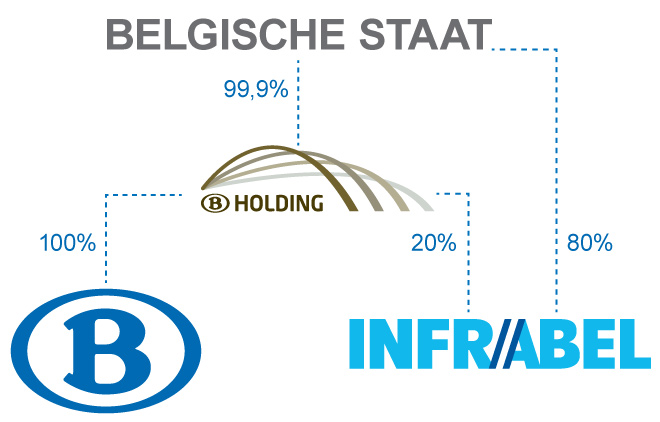 BELGISCHE STAAT
99,9%
B HOLDING
100%
20%
80%
B
INFRABEL